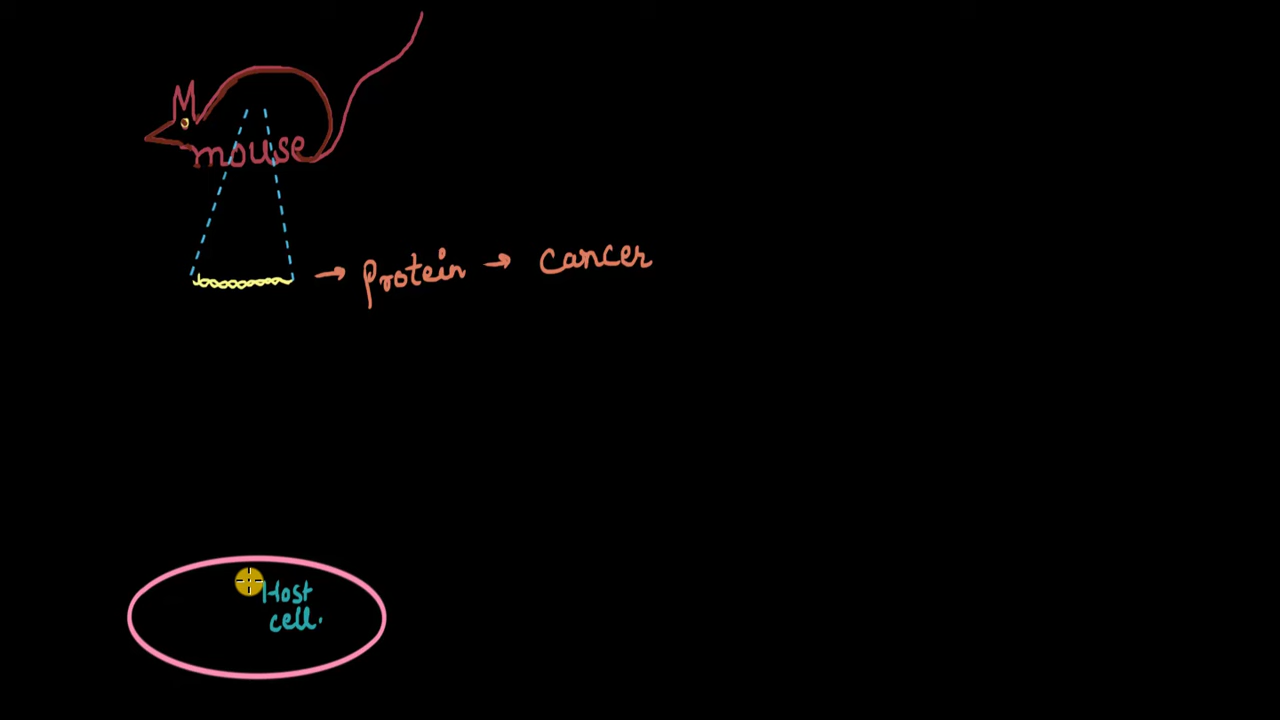 mouse
→ protein → cancer
Host
cell.